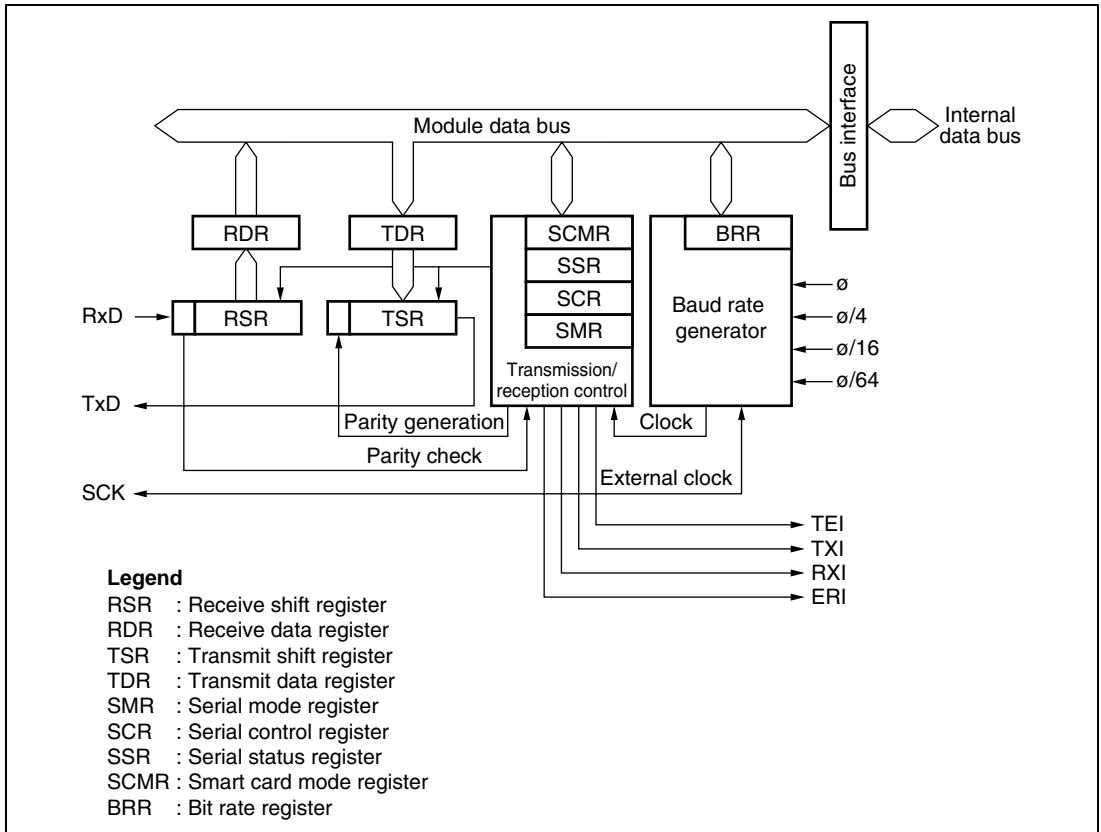 Bus interface
Internal
data bus
Module data bus
RDR
TDR
SCMR
SSR
SCR
SMR
Transmission/
reception control
BRR
Baud rate
generator
ø
ø/4
ø/16
ø/64
RxD
RSR
TSR
TxD
Parity generation
Parity check
Clock
External clock
SCK
TEI
TXI
RXI
ERI
Legend
RSR : Receive shift register
RDR : Receive data register
TSR : Transmit shift register
TDR : Transmit data register
SMR : Serial mode register
SCR : Serial control register
SSR : Serial status register
SCMR : Smart card mode register
BRR : Bit rate register